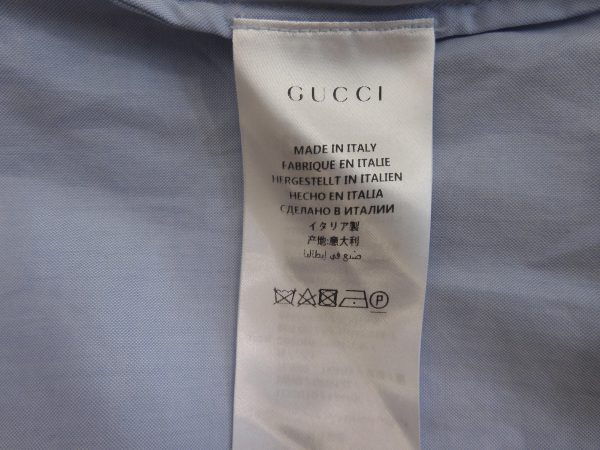 GUCCI
MADE IN ITALY
FABRIQUE EN ITALIE
HERGESTELLT IN ITALIEN
HECHO EN ITALIA
СДЕЛАНО В ИТАЛИИ
イタリア製
产地:意大利
صنع في إيطاليا
P